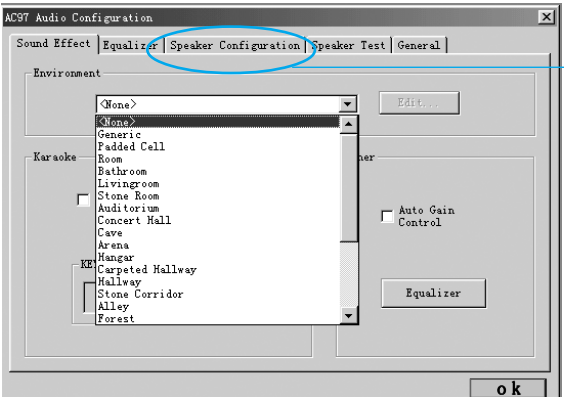 AC97 Audio Configuration
Sound Effect Equalizer Speaker Configuration Speaker Test General
Environment
<None> Edit...
<None>
Generic
Padded Cell
Karaoke
Room
Bathroom
Livingroom
Stone Room
Auditorium
Auto Gain
Concert Hall
Control
Cave
Arena
Hangar
Carpeted Hallway
Hallway
Stone Corridor
Equalizer
Alley
Forest
ok